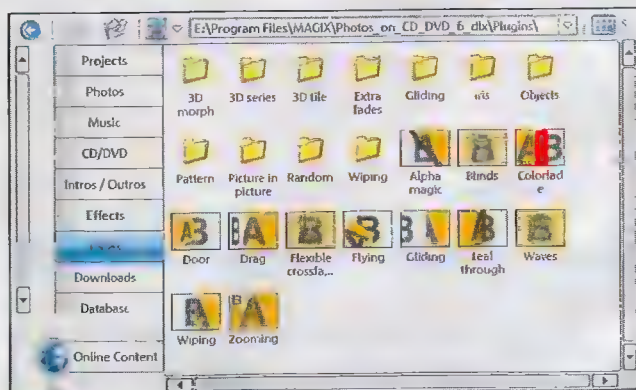 E:\Program Files\MAGIX\Photos_on_CD_DVD_6_dlx\Plugins\
Projects
Photos
Music
CD/DVD
Intros / Outros
Effects
Downloads
Database
Online Content
3D morph
3D series
3D tile
Extra fades
Gliding
Iris
Objects
Pattern
Picture in picture
Random
Wiping
Alpha magic
Blinds
Colorfade
Door
Drag
Flexible crossfa,..
Flying
Gliding
through
Waves
Wiping
Zooming